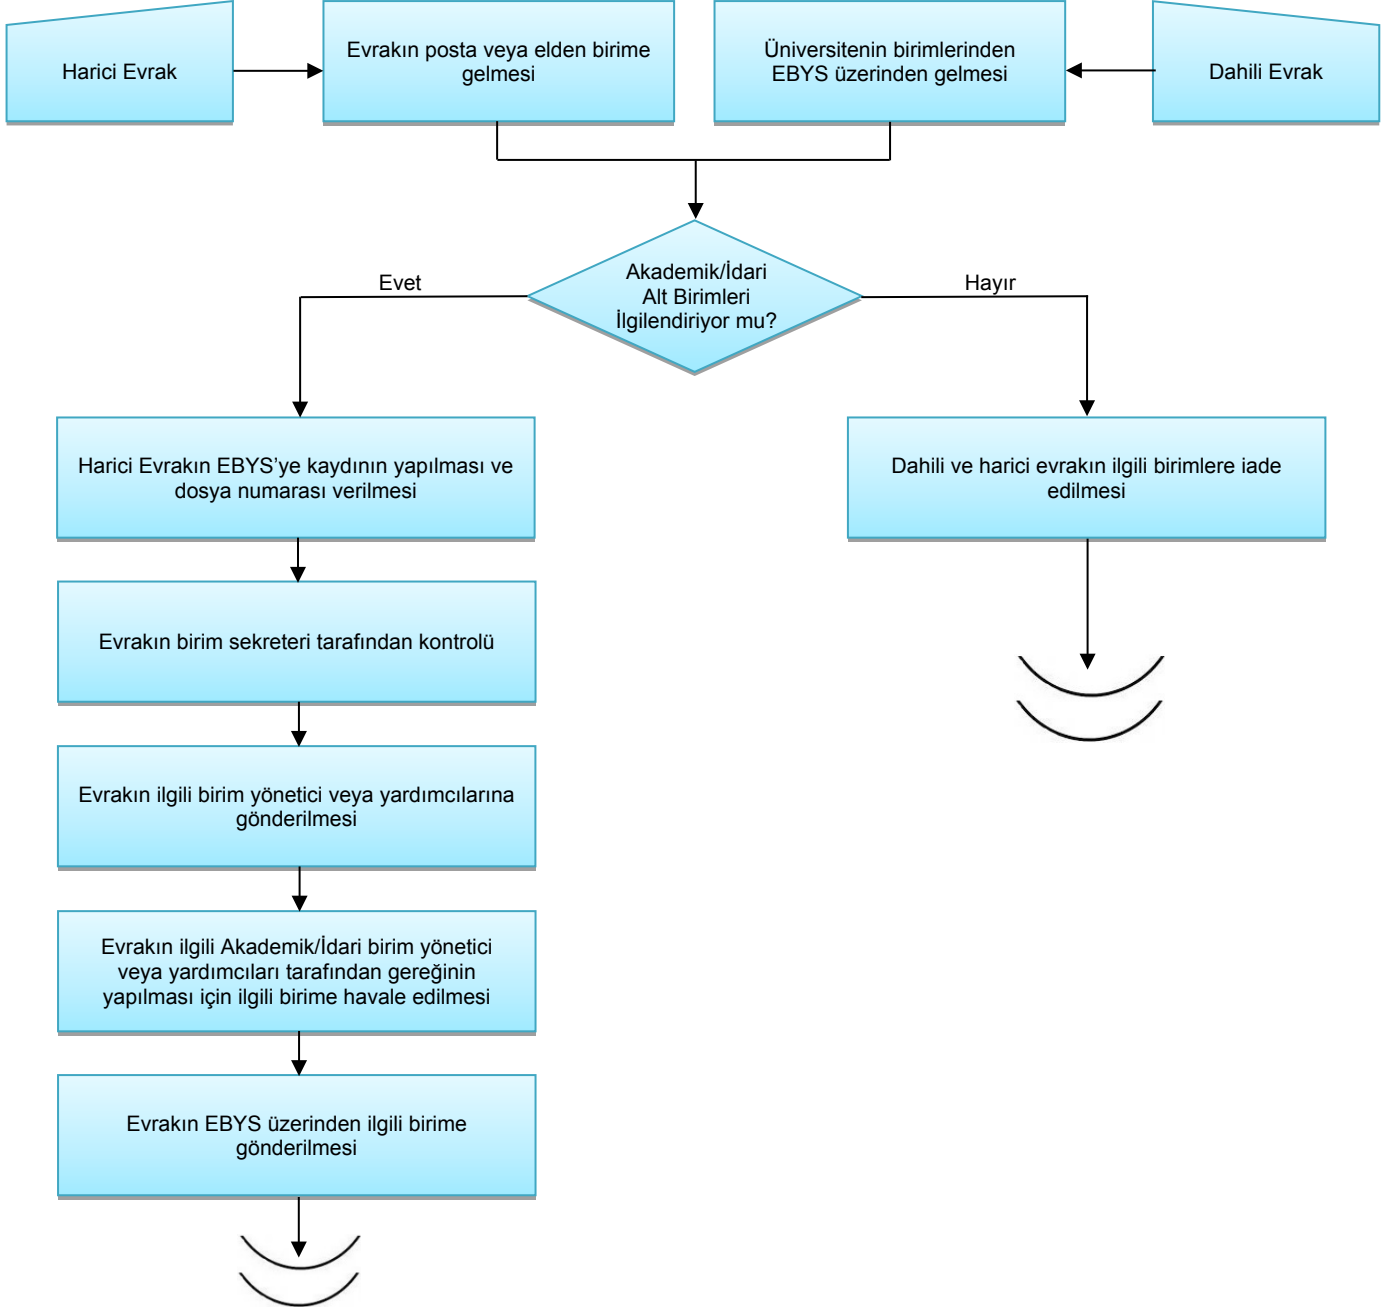 Harici Evrak
Evrakın posta veya elden birime
gelmesi
Üniversitenin birimlerinden
EBYS üzerinden gelmesi
Dahili Evrak
Akademik/İdari
Alt Birimleri
İlgilendiriyor mu?
Evet
Hayır
Harici Evrakın EBYS’ye kaydının yapılması ve
dosya numarası verilmesi
Dahili ve harici evrakın ilgili birimlere iade
edilmesi
Evrakın birim sekreteri tarafından kontrolü
Evrakın ilgili birim yönetici veya yardımcılarına
gönderilmesi
Evrakın ilgili Akademik/İdari birim yönetici
veya yardımcıları tarafından gereğinin
yapılması için ilgili birime havale edilmesi
Evrakın EBYS üzerinden ilgili birime
gönderilmesi